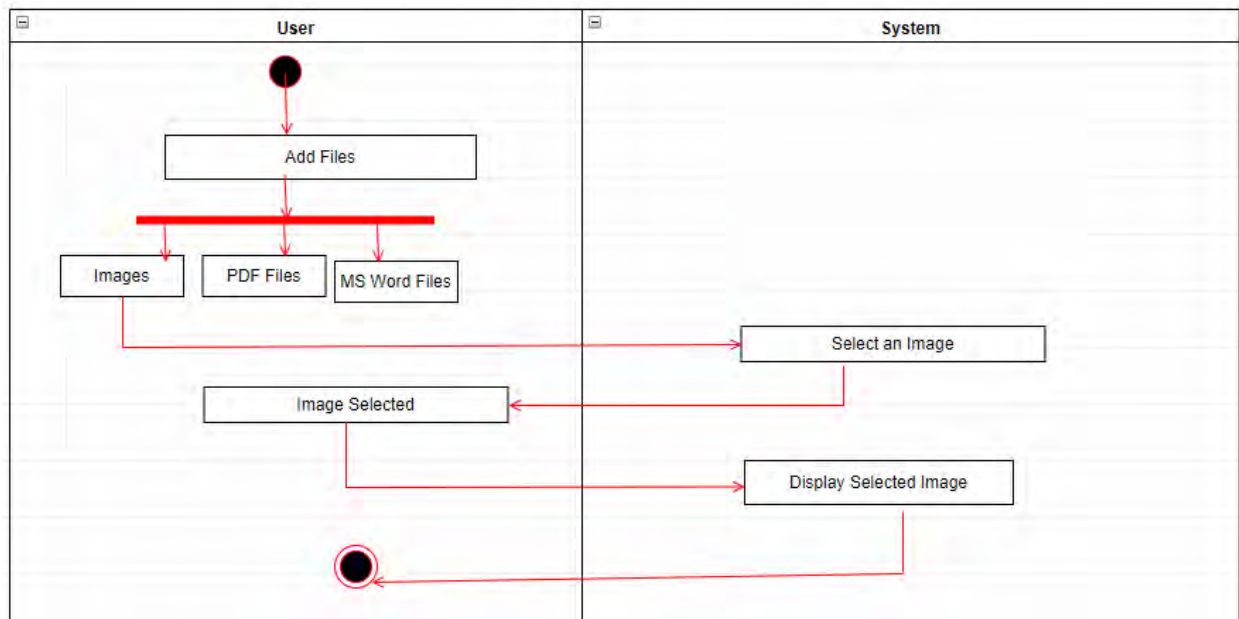 User
System
Add Files
Images
PDF Files
MS Word Files
Select an Image
Image Selected
Display Selected Image